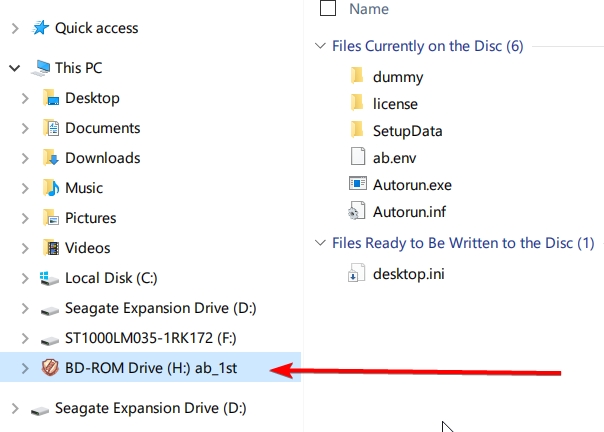 Quick access
This PC
Desktop
Documents
Downloads
Music
Pictures
Videos
Local Disk (C:)
Seagate Expansion Drive (D:)
ST1000LM035-1RK172 (F:)
BD-ROM Drive (H:) ab_1st
Seagate Expansion Drive (D:)
Name
Files Currently on the Disc (6)
dummy
license
SetupData
ab.env
Autorun.exe
Autorun.inf
Files Ready to Be Written to the Disc (1)
desktop.ini